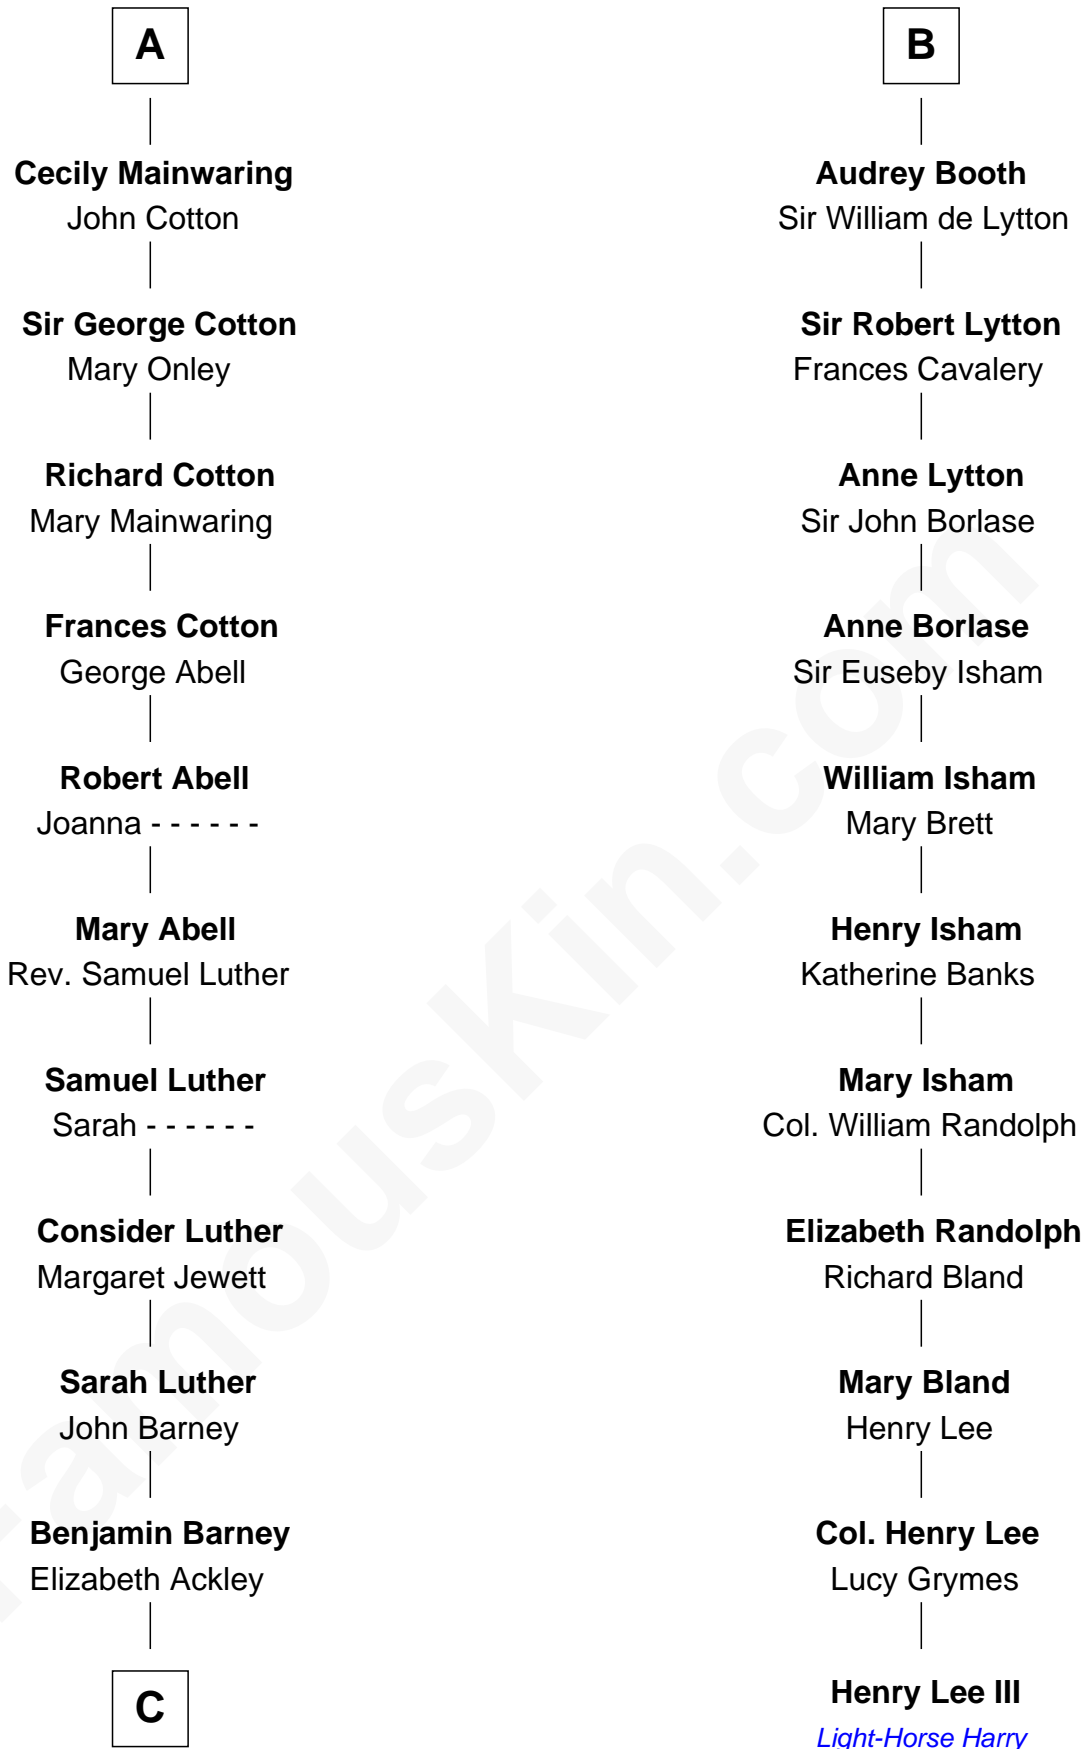 A
Cecily Mainwaring
John Cotton
Sir George Cotton
Mary Onley
Richard Cotton
Mary Mainwaring
Frances Cotton
George Abell
Robert Abell
Joanna - - - - - -
Mary Abell
Rev. Samuel Luther
Samuel Luther
Sarah - - - - - -
Consider Luther
Margaret Jewett
Sarah Luther
John Barney
Benjamin Barney
Elizabeth Ackley
C
B
Audrey Booth
Sir William de Lytton
Sir Robert Lytton
Frances Cavalery
Anne Lytton
Sir John Borlase
Anne Borlase
Sir Euseby Isham
William Isham
Mary Brett
Henry Isham
Katherine Banks
Mary Isham
Col. William Randolph
Elizabeth Randolph
Richard Bland
Mary Bland
Henry Lee
Col. Henry Lee
Lucy Grymes
Henry Lee III
Light-Horse Harry
FamousKin.com